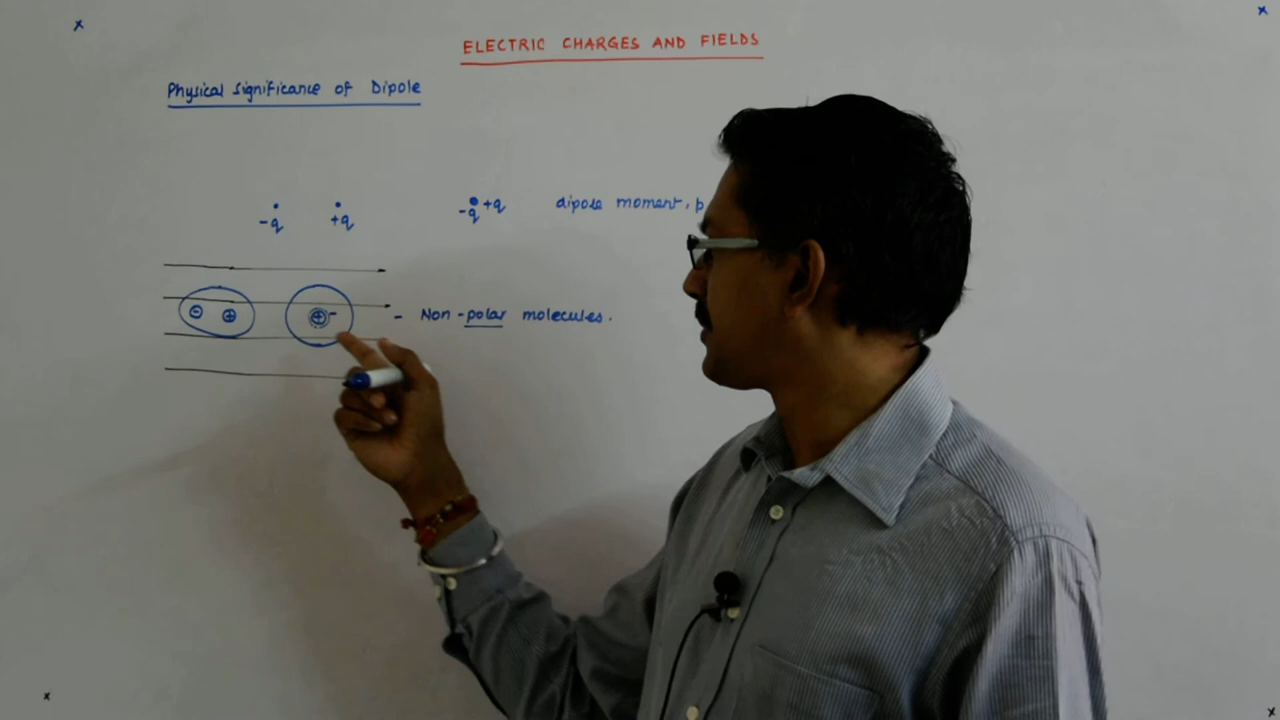 ELECTRIC CHARGES AND FIELDS
Physical Significance of Dipole
-q +q -q +q dipole moment, p
- + + - - Non-polar molecules.